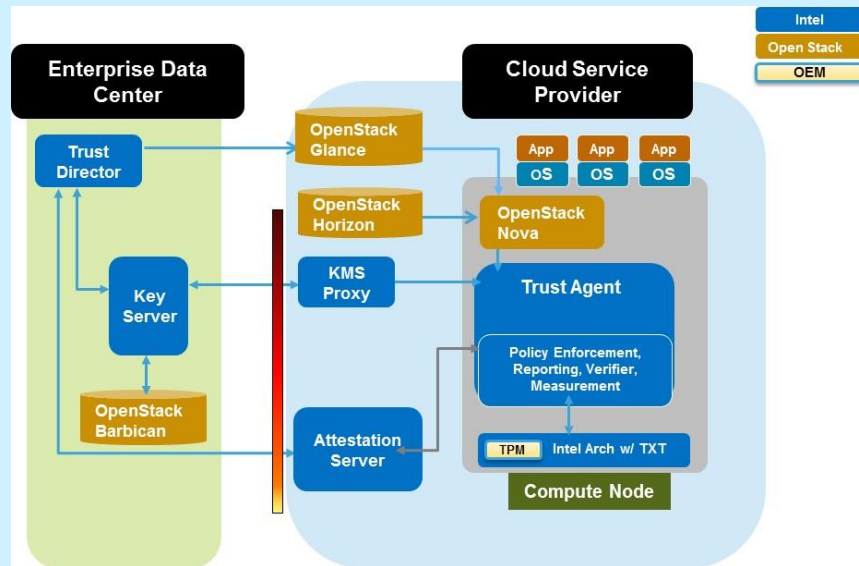 Intel
Open Stack
OEM
Enterprise Data
Center
Cloud Service
Provider
Trust
Director
OpenStack
Glance
App
App
App
OS
OS
OS
OpenStack
Horizon
OpenStack
Nova
Key
Server
KMS
Proxy
Trust Agent
Policy Enforcement,
Reporting, Verifier,
Measurement
OpenStack
Barbican
Attestation
Server
TPM
Intel Arch w/ TXT
Compute Node